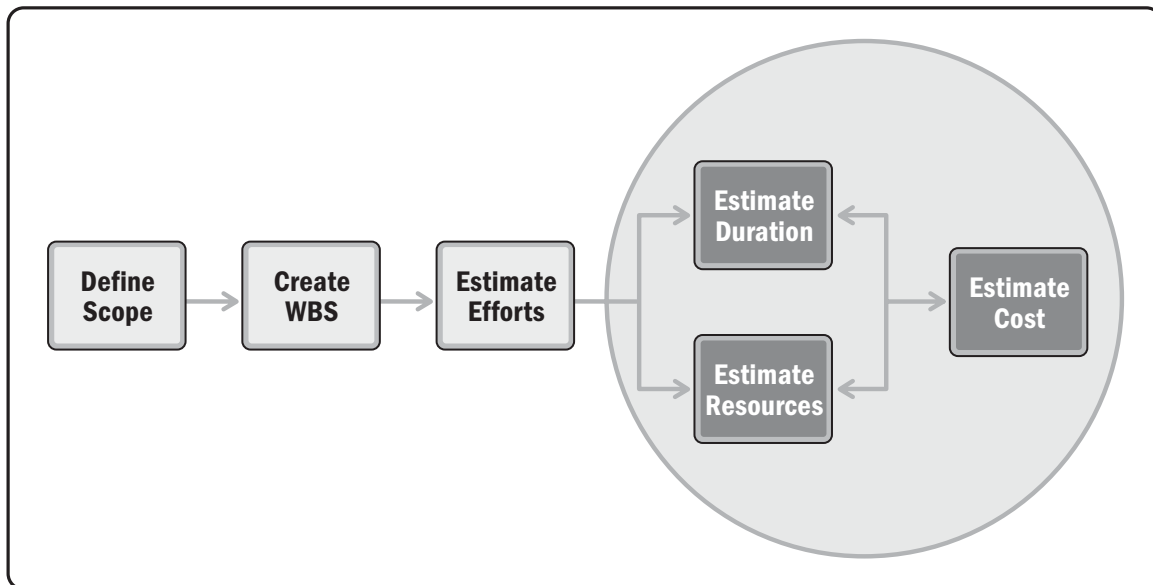 Define
Scope
Create
WBS
Estimate
Efforts
Estimate
Duration
Estimate
Resources
Estimate
Cost